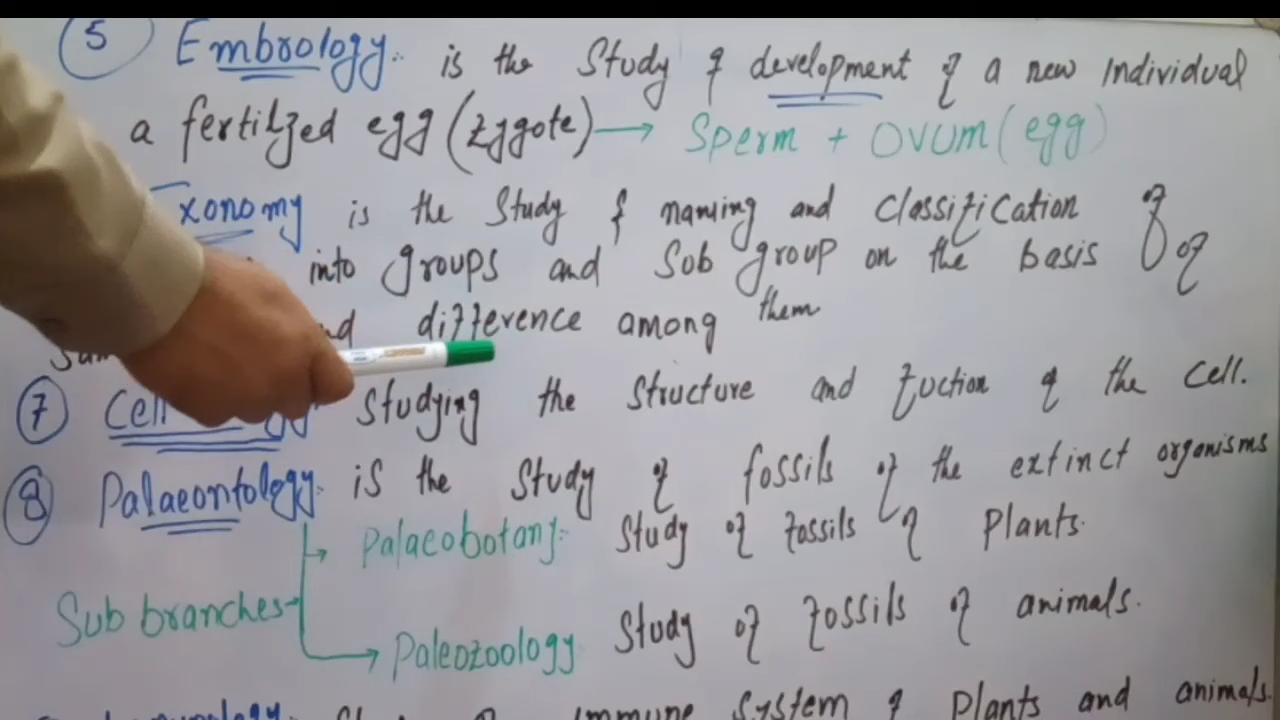 5 Embrology:- is the Study of development of a new individual
a fertilzed egg (zygote) → Sperm + Ovum (egg)
xonomy is the Study of naming and classification of
into groups and Sub group on the basis of
nd difference among them
7 Cell studying the structure and fuction of the cell.
8 Palaeontology:- is the study of fossils of the extinct organisms
Sub branches
Palaeobotany:- Study of fossils of Plants.
Paleozoology Study of fossils of animals.
immune System of Plants and animals.